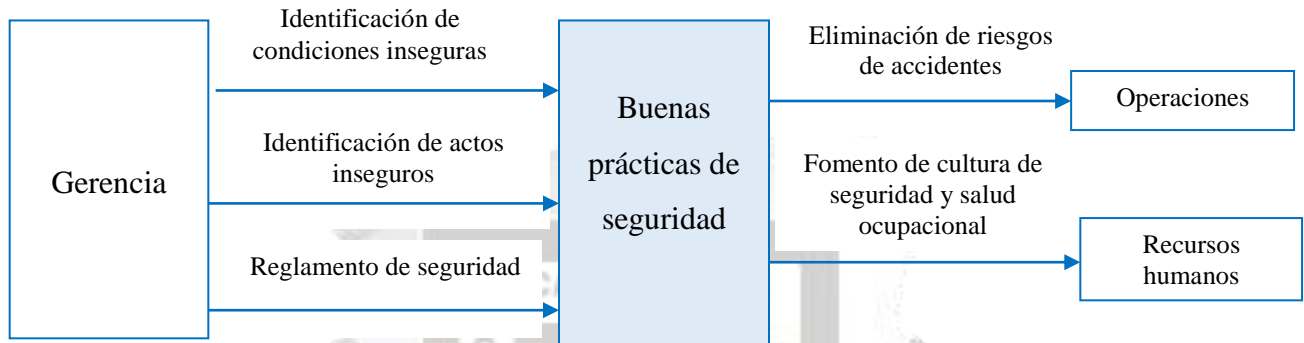 Gerencia
Identificación de
condiciones inseguras
Identificación de actos
inseguros
Reglamento de seguridad
Buenas
prácticas de
seguridad
Eliminación de riesgos
de accidentes
Operaciones
Fomento de cultura de
seguridad y salud
ocupacional
Recursos
humanos